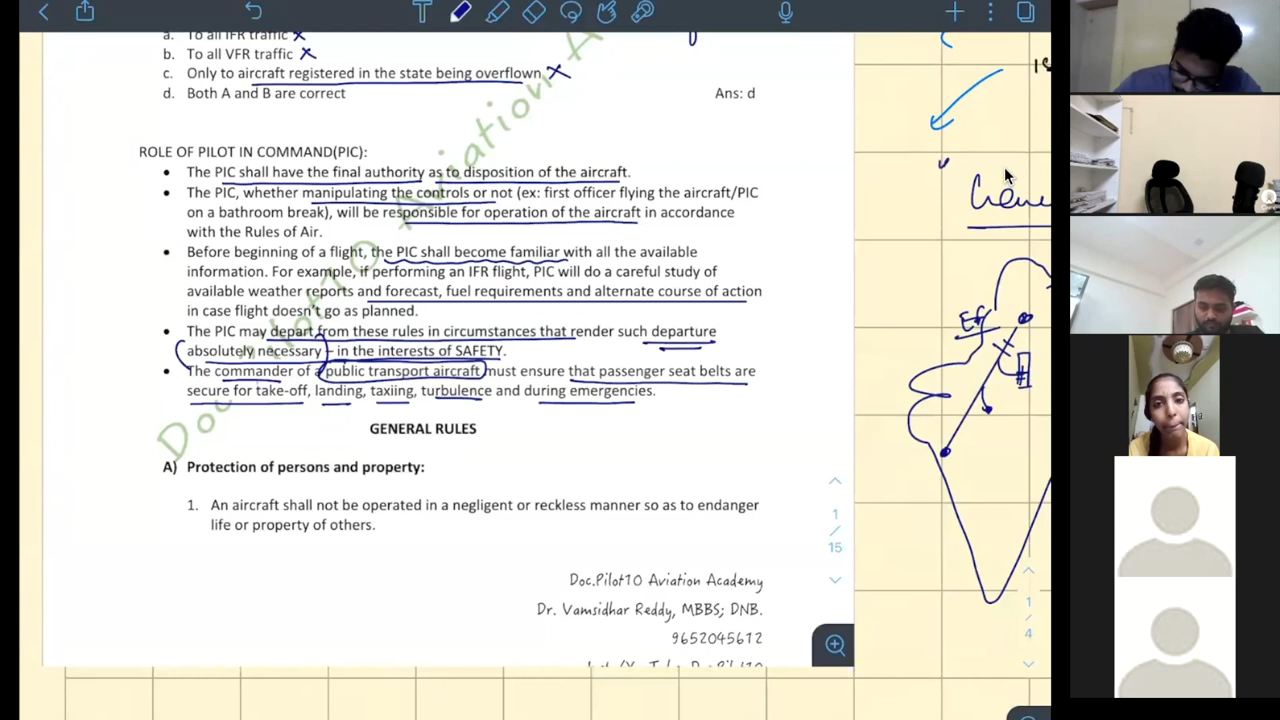 a. To all IFR traffic x
b. To all VFR traffic x
c. Only to aircraft registered in the state being overflown x
d. Both A and B are correct Ans: d
ROLE OF PILOT IN COMMAND(PIC):
• The PIC shall have the final authority as to disposition of the aircraft.
• The PIC, whether manipulating the controls or not (ex: first officer flying the aircraft/PIC
on a bathroom break), will be responsible for operation of the aircraft in accordance
with the Rules of Air.
• Before beginning of a flight, the PIC shall become familiar with all the available
information. For example, if performing an IFR flight, PIC will do a careful study of
available weather reports and forecast, fuel requirements and alternate course of action
in case flight doesn't go as planned.
• The PIC may depart from these rules in circumstances that render such departure
absolutely necessary - in the interests of SAFETY.
• The commander of a public transport aircraft must ensure that passenger seat belts are
secure for take-off, landing, taxiing, turbulence and during emergencies.
GENERAL RULES
A) Protection of persons and property:
1. An aircraft shall not be operated in a negligent or reckless manner so as to endanger
life or property of others.
Doc.Pilot10 Aviation Academy
Dr. Vamsidhar Reddy, MBBS; DNB.
9652045612
1
/
15
1
/
4